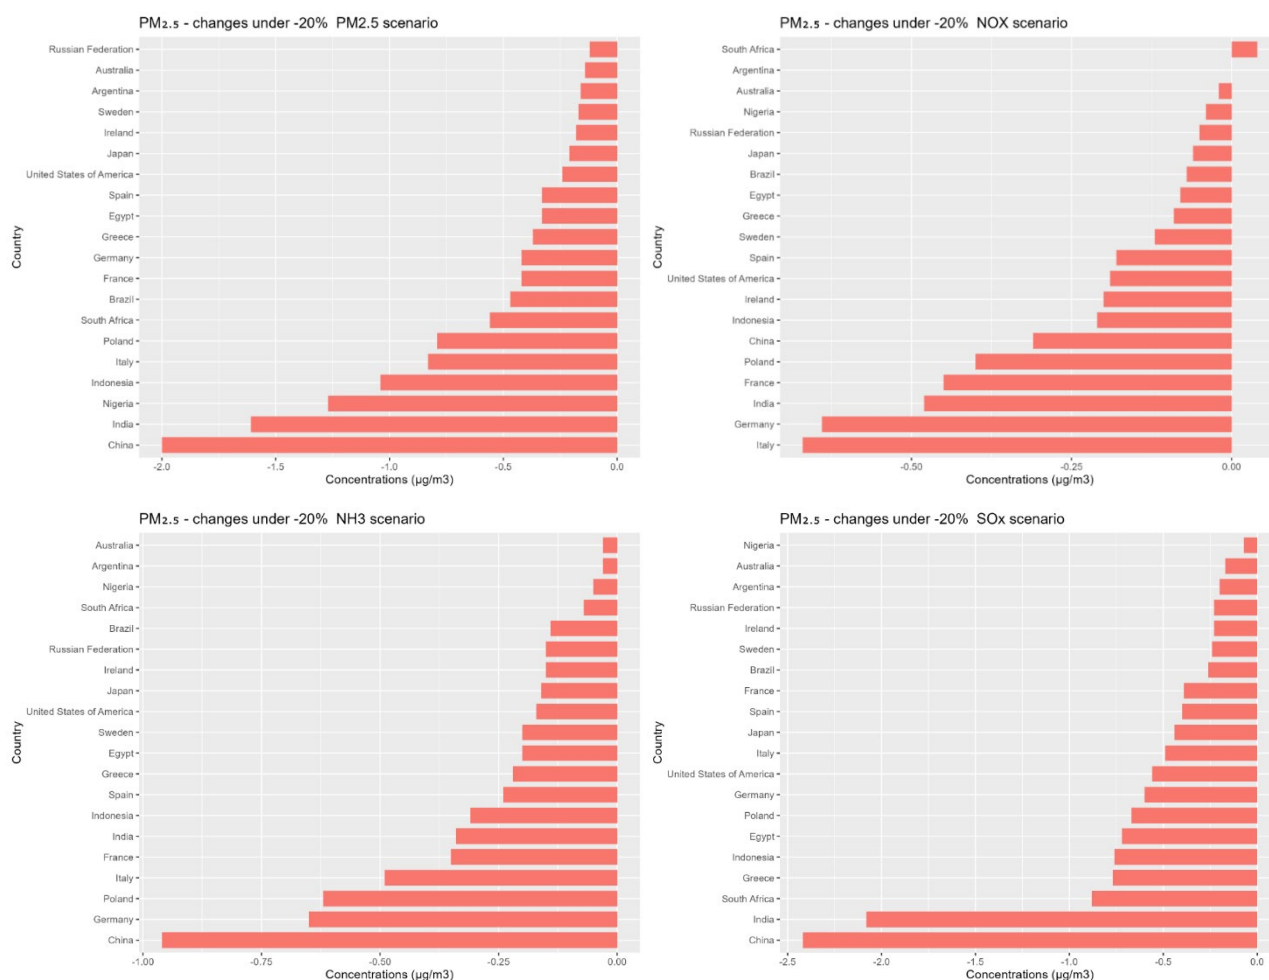 PM₂.₅ - changes under -20%  PM2.5 scenario
Russian Federation
Australia
Argentina
Sweden
Ireland
Japan
United States of America
Spain
Egypt
Greece
Germany
France
Brazil
South Africa
Poland
Italy
Indonesia
Nigeria
India
China
Country
-2.0 -1.5 -1.0 -0.5 0.0
Concentrations (µg/m3)
PM₂.₅ - changes under -20%  NOX scenario
South Africa
Argentina
Australia
Nigeria
Russian Federation
Japan
Brazil
Egypt
Greece
Sweden
Spain
United States of America
Ireland
Indonesia
China
Poland
France
India
Germany
Italy
Country
-0.50 -0.25 0.00
Concentrations (µg/m3)
PM₂.₅ - changes under -20%  NH3 scenario
Australia
Argentina
Nigeria
South Africa
Brazil
Russian Federation
Ireland
Japan
United States of America
Sweden
Egypt
Greece
Spain
Indonesia
India
France
Italy
Poland
Germany
China
Country
-1.00 -0.75 -0.50 -0.25 0.00
Concentrations (µg/m3)
PM₂.₅ - changes under -20%  SOx scenario
Nigeria
Australia
Argentina
Russian Federation
Ireland
Sweden
Brazil
France
Spain
Japan
Italy
United States of America
Germany
Poland
Egypt
Indonesia
Greece
South Africa
India
China
Country
-2.5 -2.0 -1.5 -1.0 -0.5 0.0
Concentrations (µg/m3)